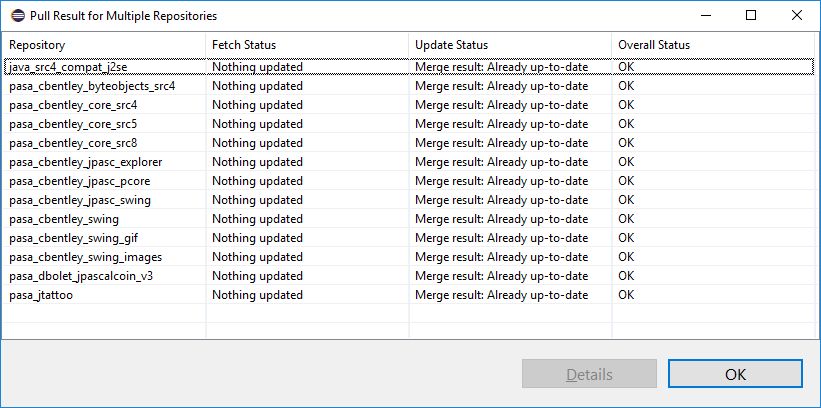 Pull Result for Multiple Repositories
Repository Fetch Status Update Status Overall Status
java_src4_compat_j2se Nothing updated Merge result: Already up-to-date OK
pasa_cbentley_byteobjects_src4 Nothing updated Merge result: Already up-to-date OK
pasa_cbentley_core_src4 Nothing updated Merge result: Already up-to-date OK
pasa_cbentley_core_src5 Nothing updated Merge result: Already up-to-date OK
pasa_cbentley_core_src8 Nothing updated Merge result: Already up-to-date OK
pasa_cbentley_jpasc_explorer Nothing updated Merge result: Already up-to-date OK
pasa_cbentley_jpasc_pcore Nothing updated Merge result: Already up-to-date OK
pasa_cbentley_jpasc_swing Nothing updated Merge result: Already up-to-date OK
pasa_cbentley_swing Nothing updated Merge result: Already up-to-date OK
pasa_cbentley_swing_gif Nothing updated Merge result: Already up-to-date OK
pasa_cbentley_swing_images Nothing updated Merge result: Already up-to-date OK
pasa_dbolet_jpascalcoin_v3 Nothing updated Merge result: Already up-to-date OK
pasa_jtattoo Nothing updated Merge result: Already up-to-date OK
Details OK